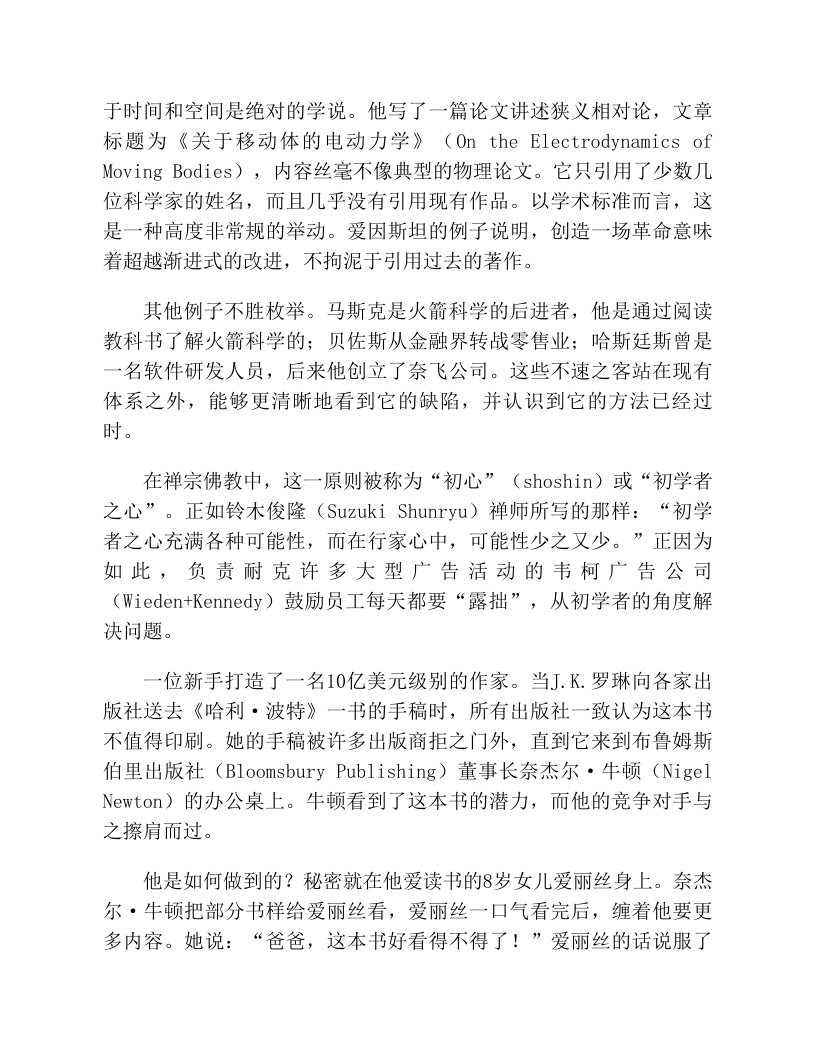 于时间和空间是绝对的学说。他写了一篇论文讲述狭义相对论，文章
标题为《关于移动体的电动力学》（On the Electrodynamics of
Moving Bodies），内容丝毫不像典型的物理论文。它只引用了少数几
位科学家的姓名，而且几乎没有引用现有作品。以学术标准而言，这
是一种高度非常规的举动。爱因斯坦的例子说明，创造一场革命意味
着超越渐进式的改进，不拘泥于引用过去的著作。
其他例子不胜枚举。马斯克是火箭科学的后进者，他是通过阅读
教科书了解火箭科学的；贝佐斯从金融界转战零售业；哈斯廷斯曾是
一名软件研发人员，后来他创立了奈飞公司。这些不速之客站在现有
体系之外，能够更清晰地看到它的缺陷，并认识到它的方法已经过
时。
在禅宗佛教中，这一原则被称为“初心”（shoshin）或“初学者
之心”。正如铃木俊隆（Suzuki Shunryu）禅师所写的那样：“初学
者之心充满各种可能性，而在行家心中，可能性少之又少。”正因为
如此，负责耐克许多大型广告活动的韦柯广告公司
（Wieden+Kennedy）鼓励员工每天都要“露拙”，从初学者的角度解
决问题。
一位新手打造了一名10亿美元级别的作家。当J.K.罗琳向各家出
版社送去《哈利·波特》一书的手稿时，所有出版社一致认为这本书
不值得印刷。她的手稿被许多出版商拒之门外，直到它来到布鲁姆斯
伯里出版社（Bloomsbury Publishing）董事长奈杰尔·牛顿（Nigel
Newton）的办公桌上。牛顿看到了这本书的潜力，而他的竞争对手与
之擦肩而过。
他是如何做到的？秘密就在他爱读书的8岁女儿爱丽丝身上。奈杰
尔·牛顿把部分书样给爱丽丝看，爱丽丝一口气看完后，缠着他要更
多内容。她说：“爸爸，这本书好看得不得了！”爱丽丝的话说服了